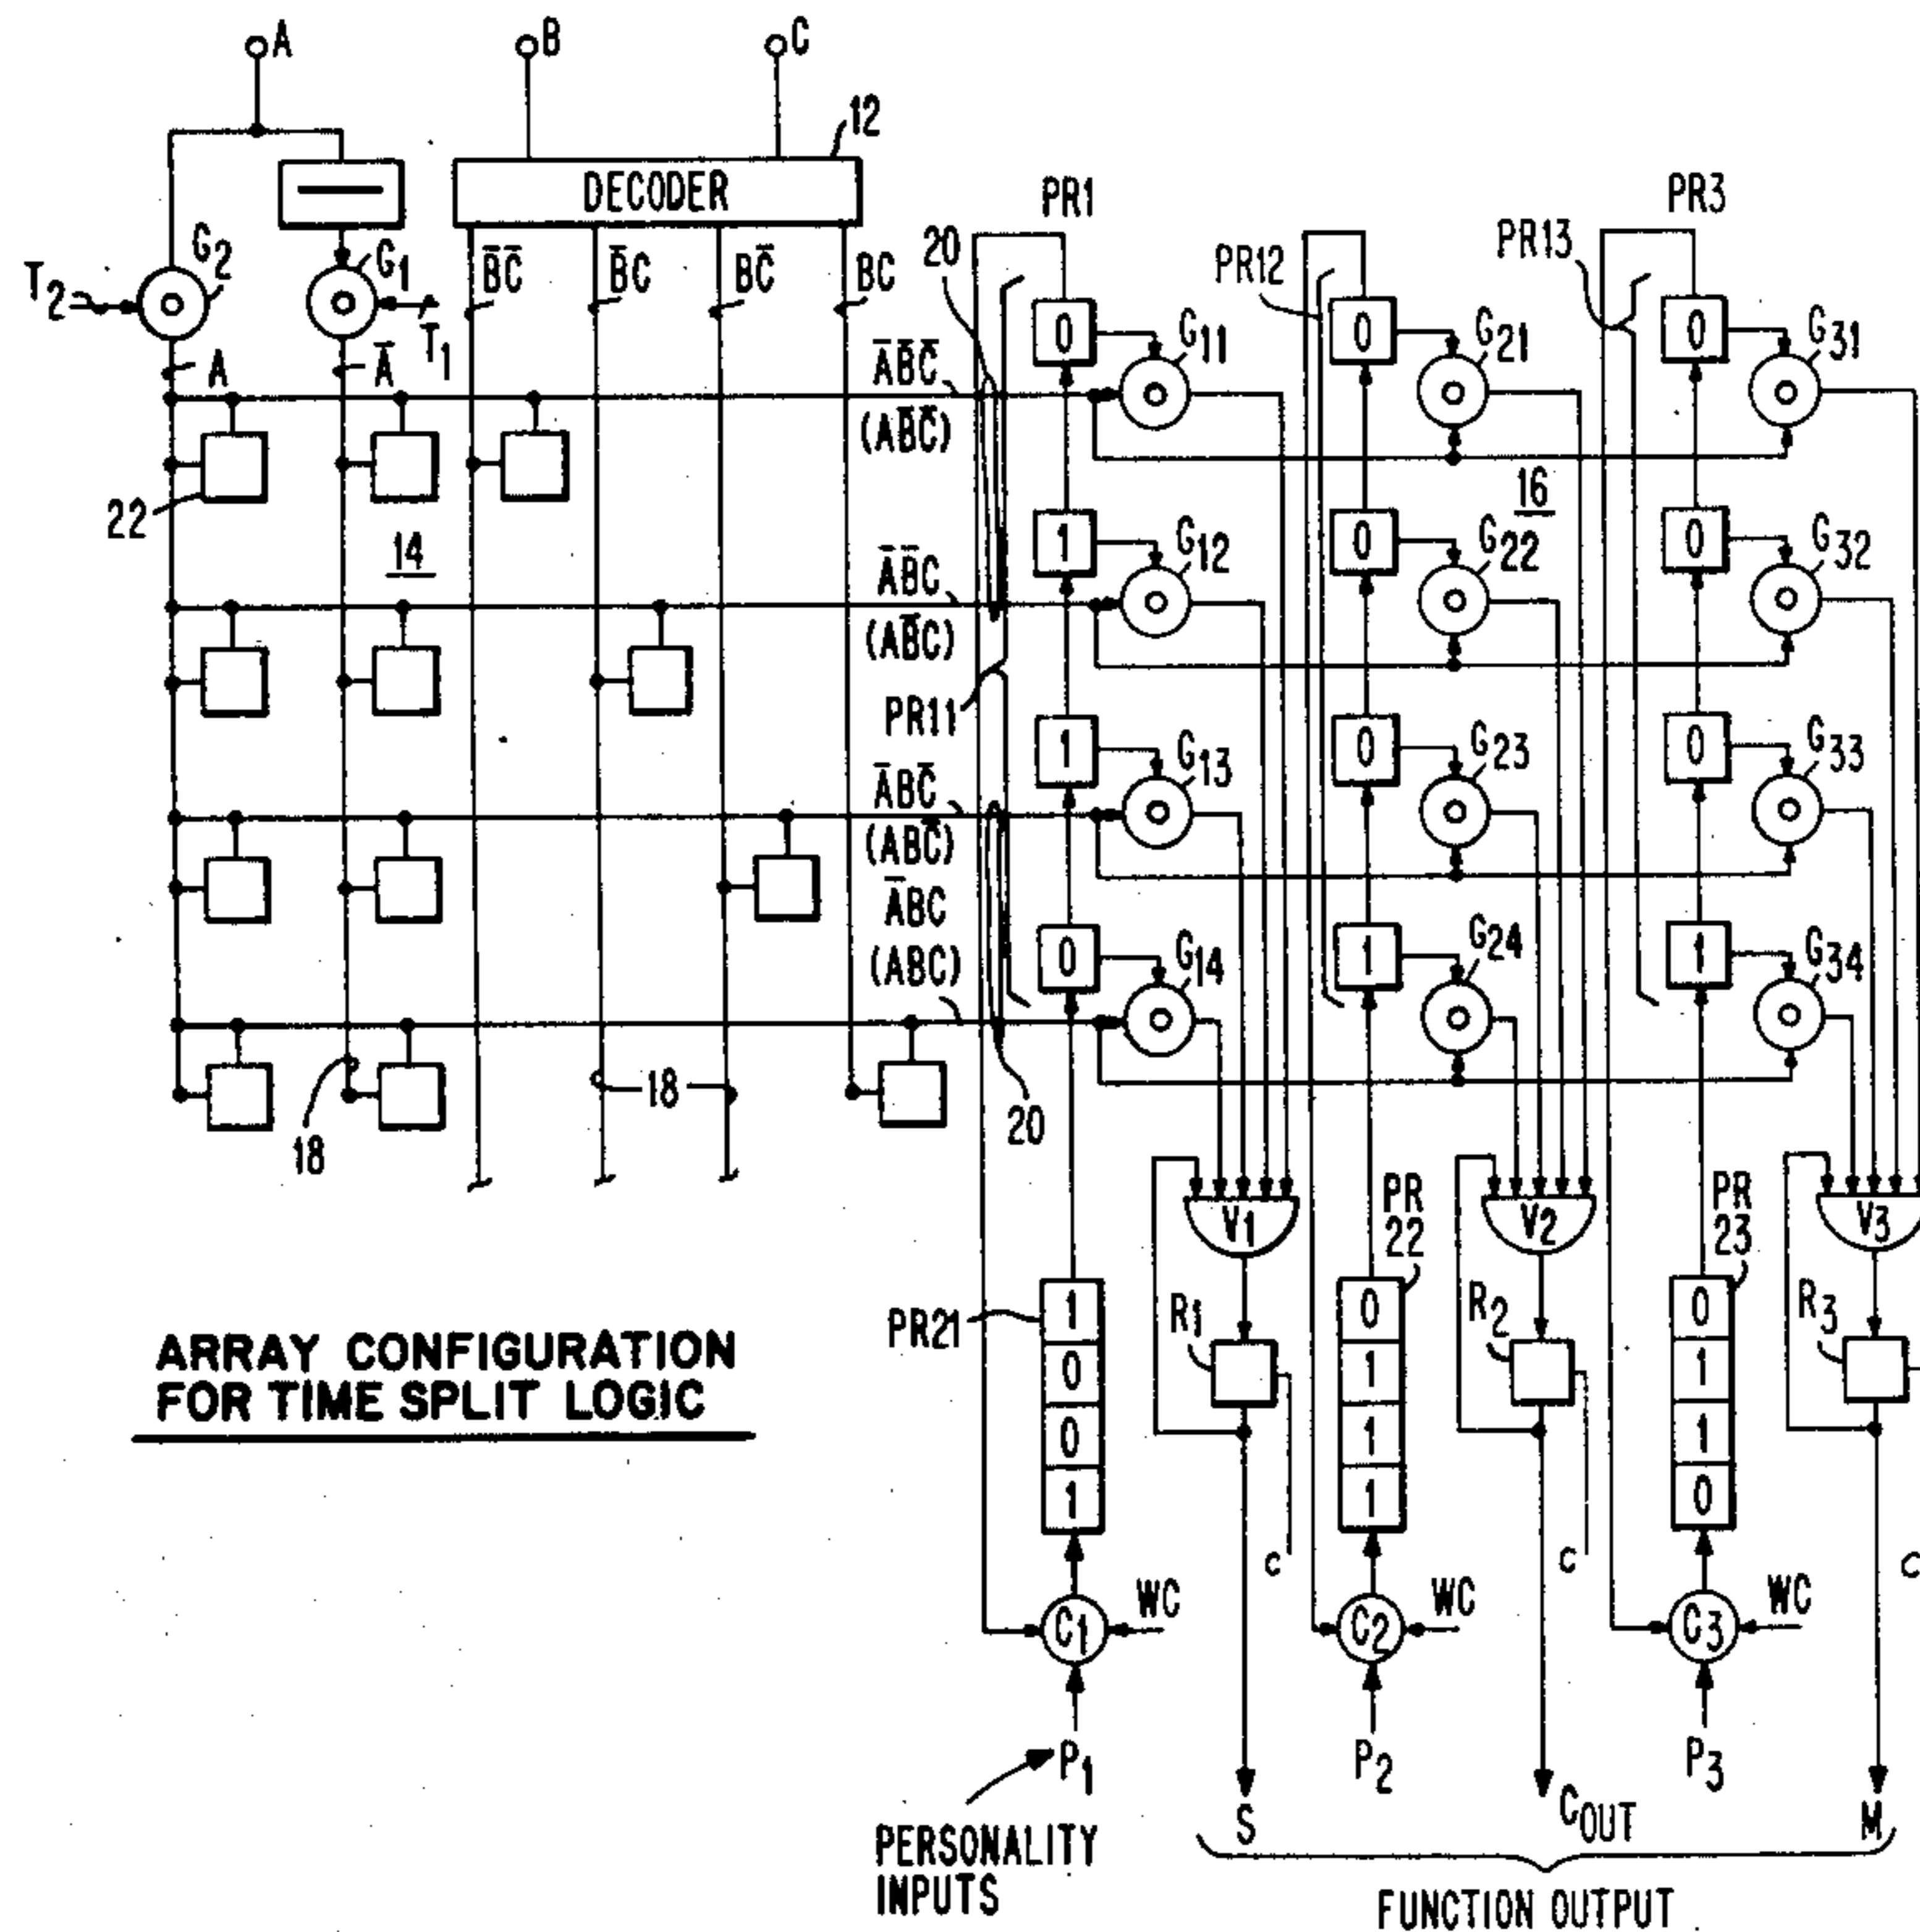 A B C
12
DECODER
PR1 PR3
G2 G1 B̅C̅ B̅C BC̅ BC 20 PR12 PR13
T2 T1
A A̅
0 G11 0 G21 0 G31
A̅B̅C̅
(AB̅C̅)
22 14 16
1 G12 0 G22 0 G32
A̅B̅C
(AB̅C)
PR11
1 G13 0 G23 0 G33
A̅BC̅
(ABC̅)
A̅BC
(ABC)
0 G14 1 G24 1 G34
18 18 20
V1 PR 22 V2 PR 23 V3
PR21 R1 R2 R3
1 0 0
0 1 1
0 1 1
1 1 0
ARRAY CONFIGURATION
FOR TIME SPLIT LOGIC
C C C
C1 WC C2 WC C3 WC
P1 P2 P3
PERSONALITY
INPUTS
S COUT M
FUNCTION OUTPUT